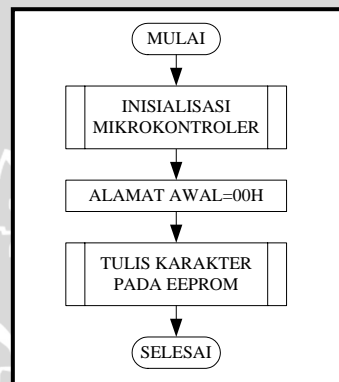 MULAI
INISIALISASI
MIKROKONTROLER
ALAMAT AWAL=00H
TULIS KARAKTER
PADA EEPROM
SELESAI